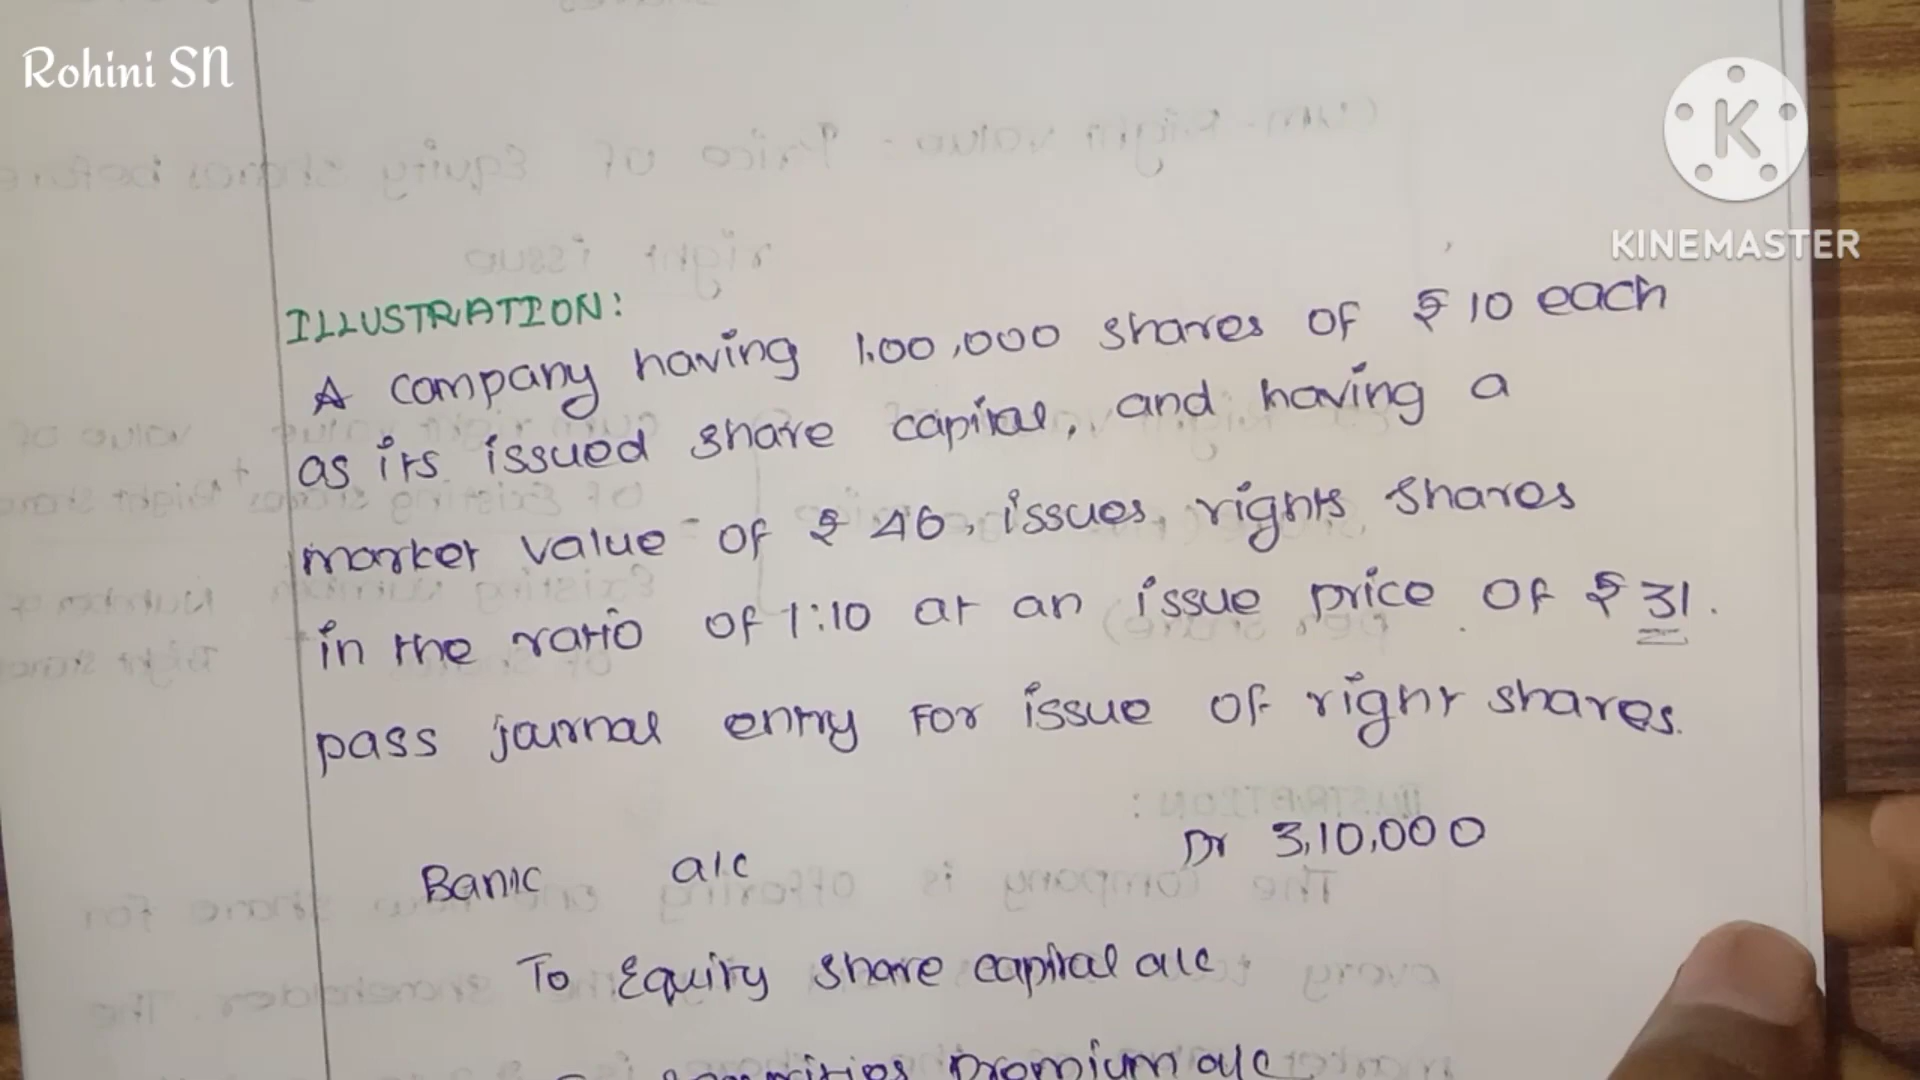 Rohini SN
KINEMASTER
ILLUSTRATION:
A company having 1,00,000 shares of ₹ 10 each
as its issued share capital, and having a
market value of ₹ 46, issues rights shares
in the ratio of 1:10 at an issue price of ₹ 31.
pass journal entry For issue of right shares.
Bank a/c Dr 3,10,000
To Equity share capital a/c
premium a/c